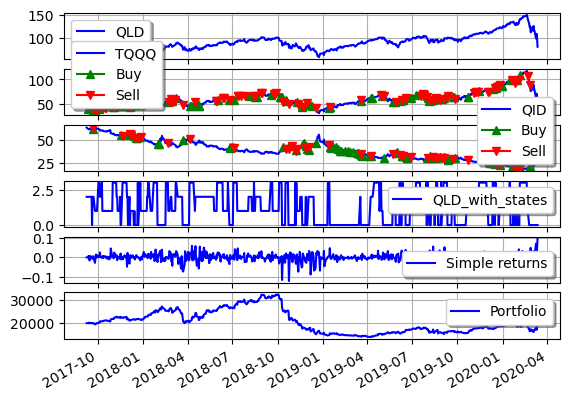 150
QLD
100
TQQQ
Buy
100
Sell
50
QID
Buy
50
Sell
25
2.5
QLD_with_states
0.0
0.1
0.0
Simple returns
−0.1
30000
Portfolio
20000
2017-10 2018-01 2018-04 2018-07 2018-10 2019-01 2019-04 2019-07 2019-10 2020-01 2020-04